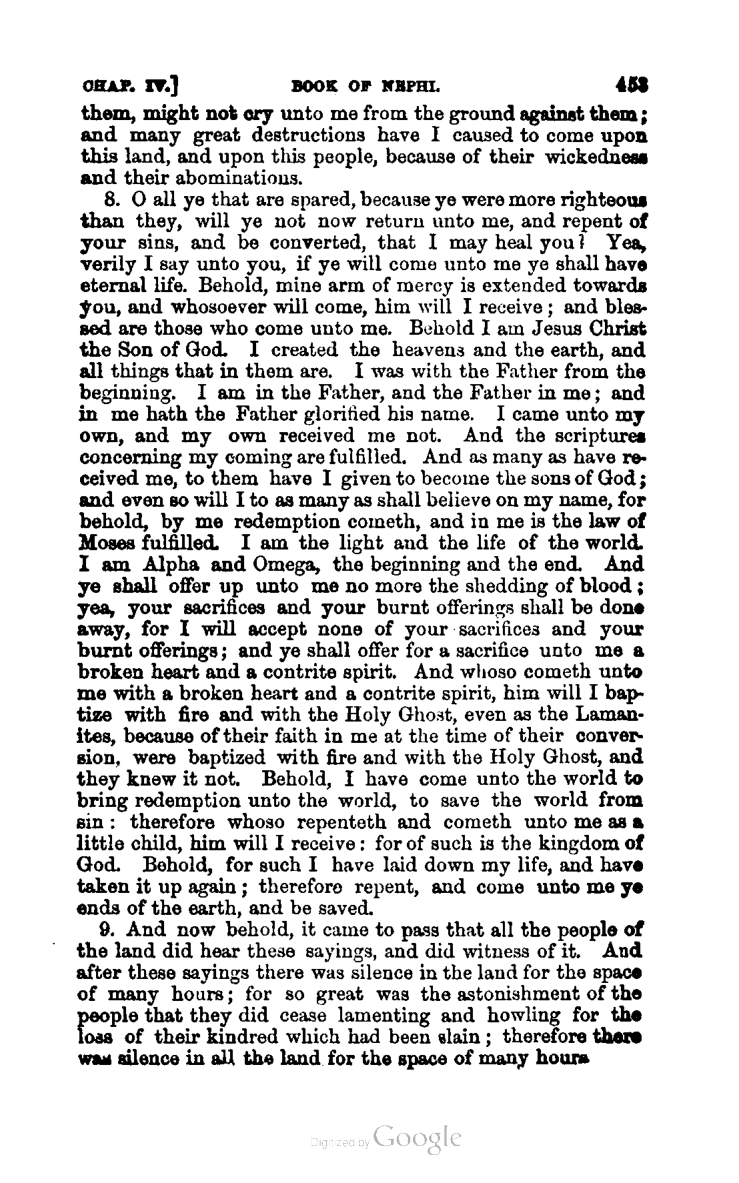 CHAP. IV.] BOOK OF NEPHI. 453
them, might not cry unto me from the ground against them;
and many great destructions have I caused to come upon
this land, and upon this people, because of their wickedness
and their abominations.
8. O all ye that are spared, because ye were more righteous
than they, will ye not now return unto me, and repent of
your sins, and be converted, that I may heal you? Yea,
verily I say unto you, if ye will come unto me ye shall have
eternal life. Behold, mine arm of mercy is extended towards
you, and whosoever will come, him will I receive; and bles-
sed are those who come unto me. Behold I am Jesus Christ
the Son of God. I created the heavens and the earth, and
all things that in them are. I was with the Father from the
beginning. I am in the Father, and the Father in me; and
in me hath the Father glorified his name. I came unto my
own, and my own received me not. And the scriptures
concerning my coming are fulfilled. And as many as have re-
ceived me, to them have I given to become the sons of God;
and even so will I to as many as shall believe on my name, for
behold, by me redemption cometh, and in me is the law of
Moses fulfilled. I am the light and the life of the world.
I am Alpha and Omega, the beginning and the end. And
ye shall offer up unto me no more the shedding of blood;
yea, your sacrifices and your burnt offerings shall be done
away, for I will accept none of your sacrifices and your
burnt offerings; and ye shall offer for a sacrifice unto me a
broken heart and a contrite spirit. And whoso cometh unto
me with a broken heart and a contrite spirit, him will I bap-
tize with fire and with the Holy Ghost, even as the Laman-
ites, because of their faith in me at the time of their conver-
sion, were baptized with fire and with the Holy Ghost, and
they knew it not. Behold, I have come unto the world to
bring redemption unto the world, to save the world from
sin: therefore whoso repenteth and cometh unto me as a
little child, him will I receive: for of such is the kingdom of
God. Behold, for such I have laid down my life, and have
taken it up again; therefore repent, and come unto me ye
ends of the earth, and be saved.
9. And now behold, it came to pass that all the people of
the land did hear these sayings, and did witness of it. And
after these sayings there was silence in the land for the space
of many hours; for so great was the astonishment of the
people that they did cease lamenting and howling for the
loss of their kindred which had been slain; therefore there
was silence in all the land for the space of many hours
Digitized by Google